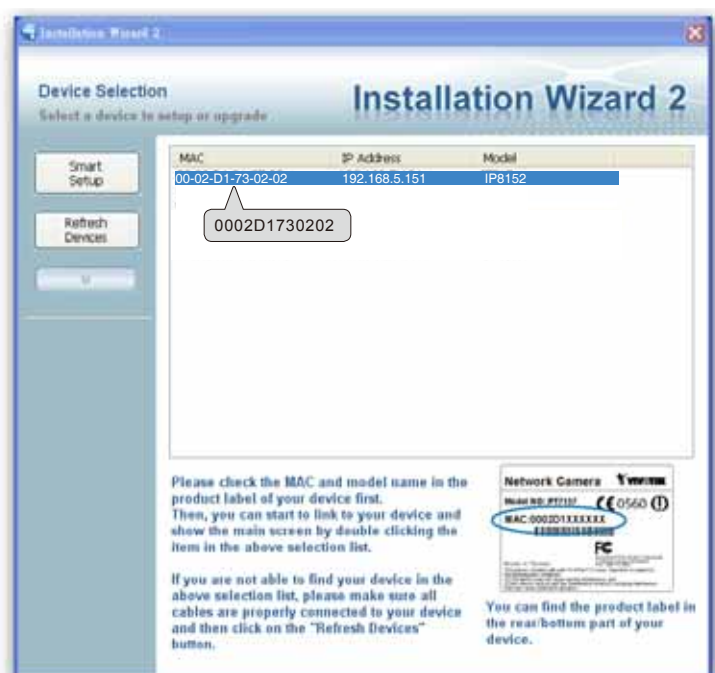 Installation Wizard 2
Device Selection
Select a device to setup or upgrade
Installation Wizard 2
Smart
Setup
Refresh
Devices
MAC IP Address Model
00-02-D1-73-02-02 192.168.5.151 IP8152
0002D1730202
Please check the MAC and model name in the
product label of your device first.
Then, you can start to link to your device and
show the main screen by double clicking the
item in the above selection list.
If you are not able to find your device in the
above selection list, please make sure all
cables are properly connected to your device
and then click on the "Refresh Devices"
button.
Network Camera
Model NO: PT7137 CE 0560
MAC:0002D1XXXXXX
FC
You can find the product label in
the rear/bottom part of your
device.